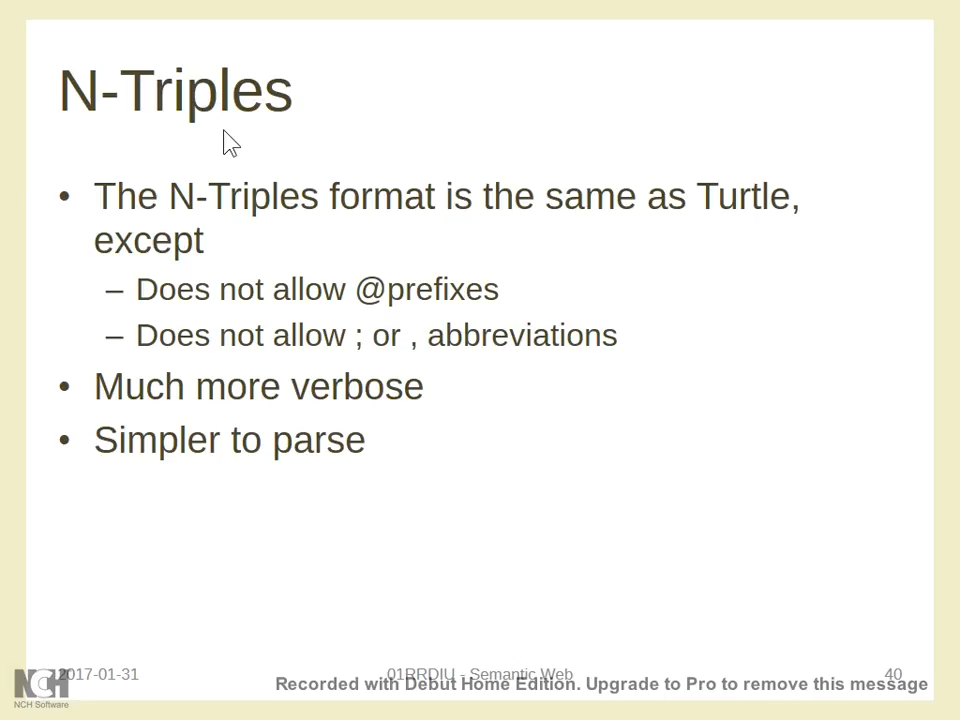 N-Triples
• The N-Triples format is the same as Turtle,
except
– Does not allow @prefixes
– Does not allow ; or , abbreviations
• Much more verbose
• Simpler to parse
2017-01-31
01RRDIU - Semantic Web
40
NCH
NCH Software
Recorded with Debut Home Edition. Upgrade to Pro to remove this message